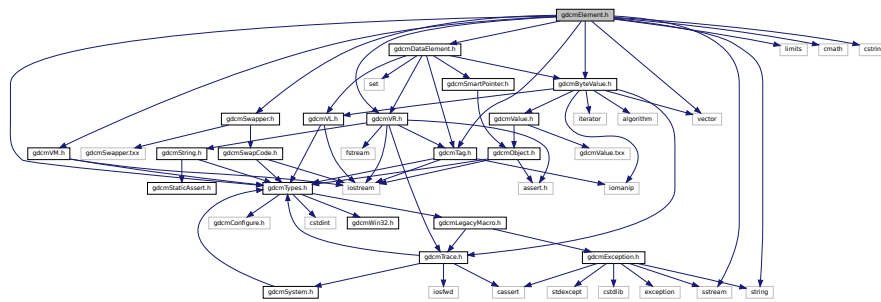 gdcmElement.h
limits
cmath
cstring
gdcmDataElement.h
set
gdcmSmartPointer.h
gdcmByteValue.h
gdcmSwapper.h
gdcmVL.h
gdcmVR.h
gdcmValue.h
iterator
algorithm
vector
gdcmVM.h
gdcmSwapper.txx
gdcmString.h
gdcmSwapCode.h
fstream
gdcmTag.h
gdcmObject.h
gdcmValue.txx
gdcmStaticAssert.h
gdcmTypes.h
iostream
assert.h
iomanip
gdcmConfigure.h
cstdint
gdcmWin32.h
gdcmLegacyMacro.h
gdcmTrace.h
gdcmException.h
gdcmSystem.h
iosfwd
cassert
stdexcept
cstdlib
exception
sstream
string